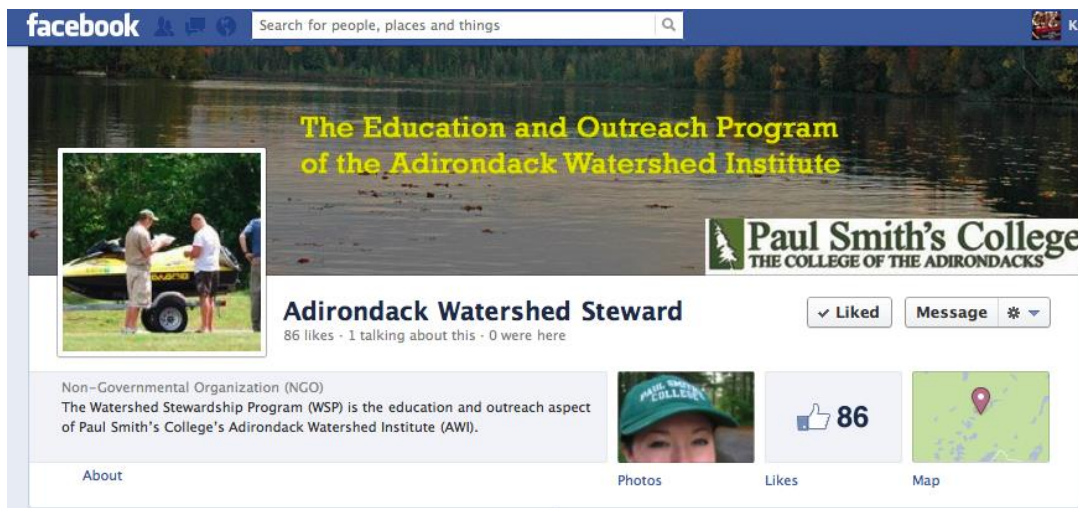 facebook
Search for people, places and things
K
The Education and Outreach Program
of the Adirondack Watershed Institute
Paul Smith's College
THE COLLEGE OF THE ADIRONDACKS
Adirondack Watershed Steward
86 likes · 1 talking about this · 0 were here
✓ Liked
Message
Non-Governmental Organization (NGO)
The Watershed Stewardship Program (WSP) is the education and outreach aspect
of Paul Smith's College's Adirondack Watershed Institute (AWI).
PAUL SMITH'S
COLLEGE
86
About
Photos
Likes
Map